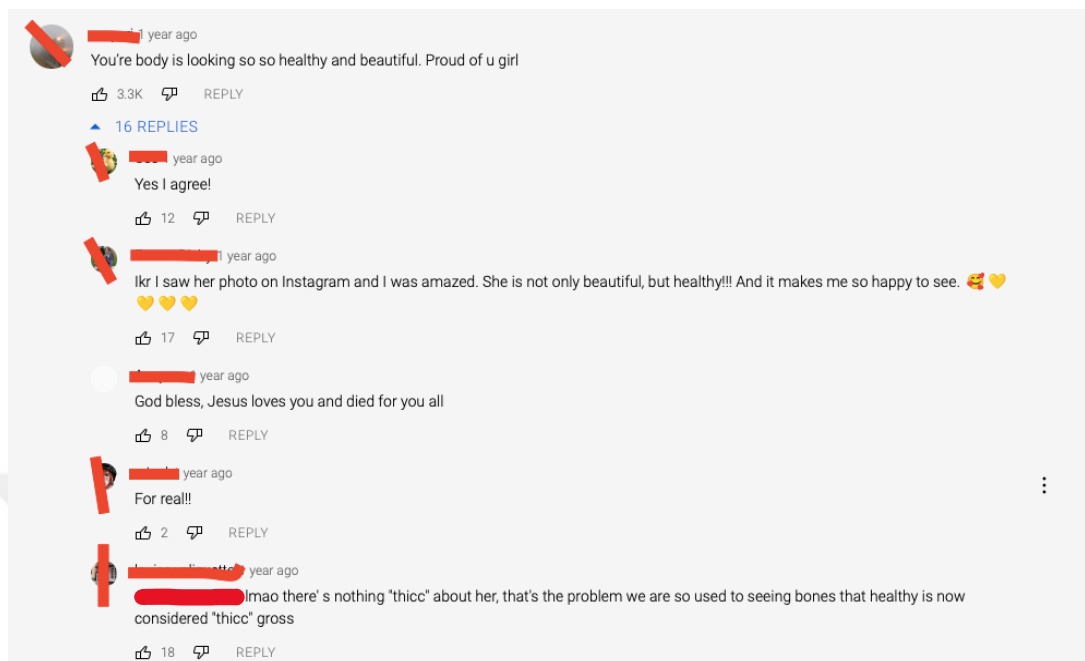 1 year ago
You're body is looking so so healthy and beautiful. Proud of u girl
3.3K REPLY
16 REPLIES
year ago
Yes I agree!
12 REPLY
1 year ago
Ikr I saw her photo on Instagram and I was amazed. She is not only beautiful, but healthy!!! And it makes me so happy to see. 🥰 💛
💛 💛 💛
17 REPLY
year ago
God bless, Jesus loves you and died for you all
8 REPLY
year ago
For real!!
2 REPLY
year ago
lmao there' s nothing "thicc" about her, that's the problem we are so used to seeing bones that healthy is now
considered "thicc" gross
18 REPLY